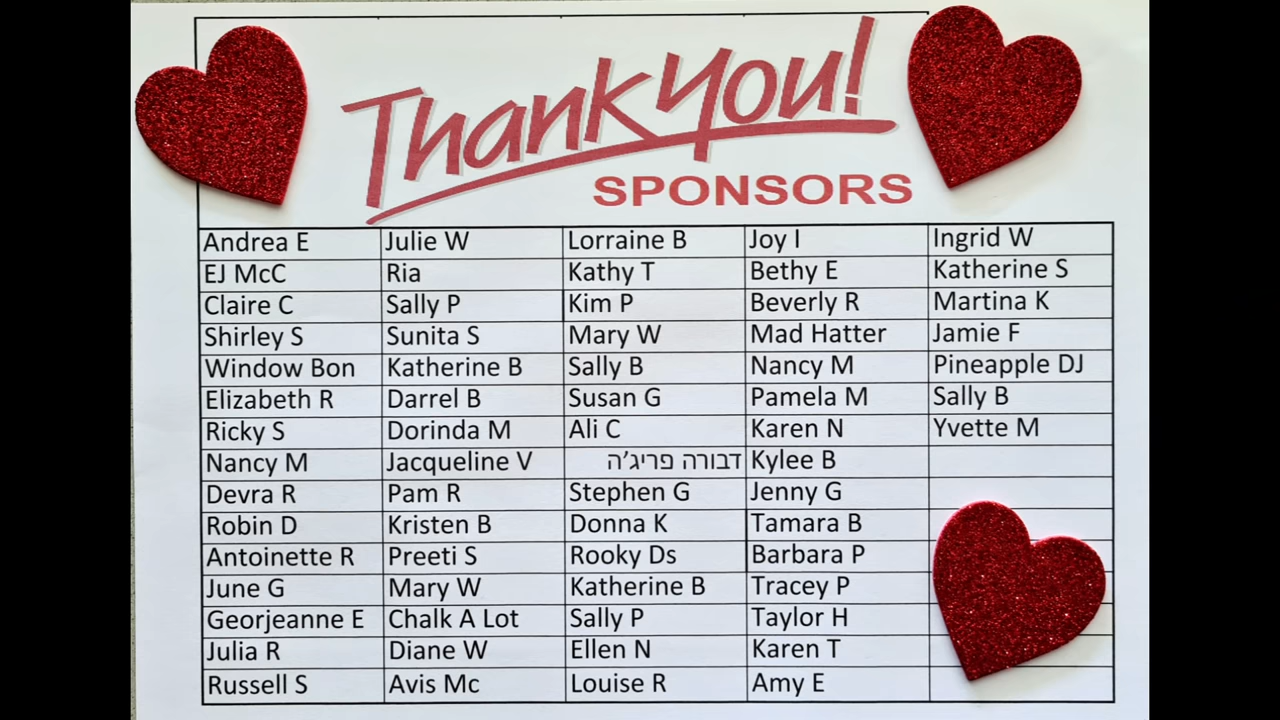 Thank You!
SPONSORS
Andrea E Julie W Lorraine B Joy I Ingrid W
EJ McC Ria Kathy T Bethy E Katherine S
Claire C Sally P Kim P Beverly R Martina K
Shirley S Sunita S Mary W Mad Hatter Jamie F
Window Bon Katherine B Sally B Nancy M Pineapple DJ
Elizabeth R Darrel B Susan G Pamela M Sally B
Ricky S Dorinda M Ali C Karen N Yvette M
Nancy M Jacqueline V דבורה פריג'ה Kylee B
Devra R Pam R Stephen G Jenny G
Robin D Kristen B Donna K Tamara B
Antoinette R Preeti S Rooky Ds Barbara P
June G Mary W Katherine B Tracey P
Georjeanne E Chalk A Lot Sally P Taylor H
Julia R Diane W Ellen N Karen T
Russell S Avis Mc Louise R Amy E